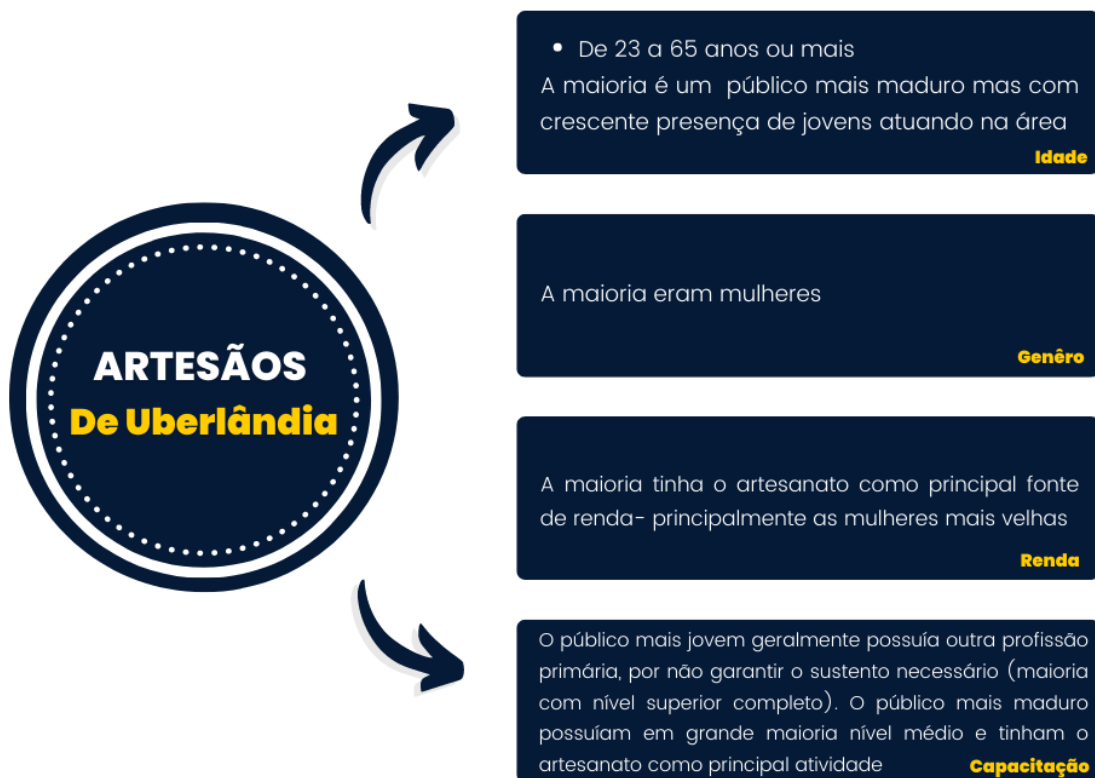 ARTESÃOS
De Uberlândia
• De 23 a 65 anos ou mais
A maioria é um público mais maduro mas com
crescente presença de jovens atuando na área
Idade
A maioria eram mulheres
Genêro
A maioria tinha o artesanato como principal fonte
de renda- principalmente as mulheres mais velhas
Renda
O público mais jovem geralmente possuía outra profissão
primária, por não garantir o sustento necessário (maioria
com nível superior completo). O público mais maduro
possuíam em grande maioria nível médio e tinham o
artesanato como principal atividade
Capacitação